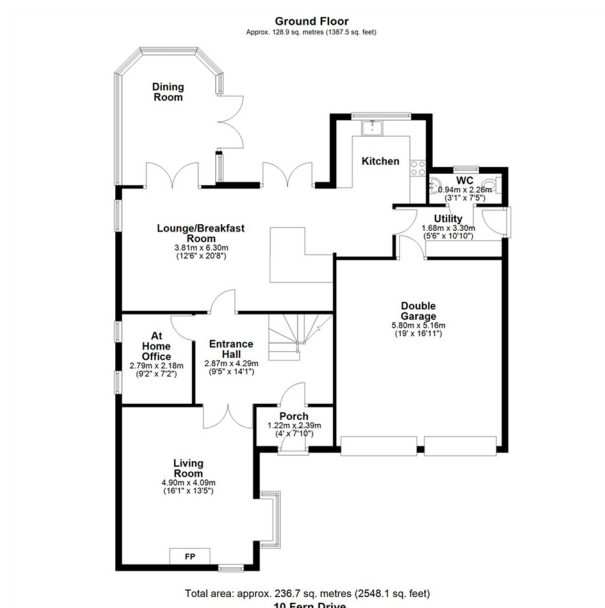 Ground Floor
Approx. 128.9 sq. metres (1387.5 sq. feet)
Dining
Room
Kitchen
WC
0.94m x 2.26m
(3'1" x 7'5")
Utility
1.68m x 3.30m
(5'6" x 10'10")
Lounge/Breakfast
Room
3.81m x 6.30m
(12'6" x 20'8")
Double
Garage
5.80m x 5.16m
(19' x 16'11")
At
Home
Office
2.79m x 2.18m
(9'2" x 7'2")
Entrance
Hall
2.87m x 4.29m
(9'5" x 14'1")
Porch
1.22m x 2.39m
(4' x 7'10")
Living
Room
4.90m x 4.09m
(16'1" x 13'5")
FP
Total area: approx. 236.7 sq. metres (2548.1 sq. feet)
10 Fern Drive